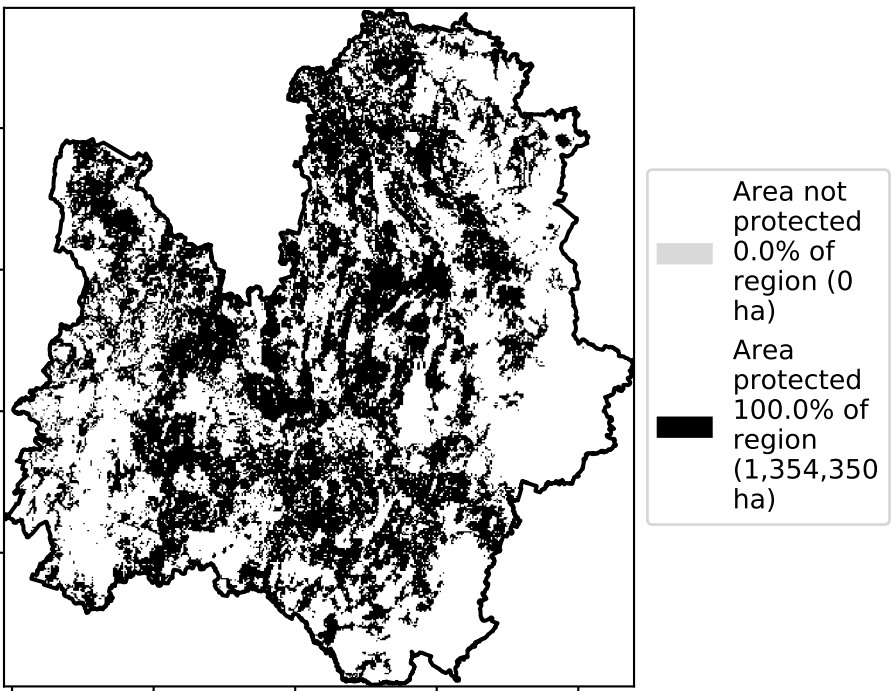 Area not
protected
0.0% of
region (0
ha)
Area
protected
100.0% of
region
(1,354,350
ha)